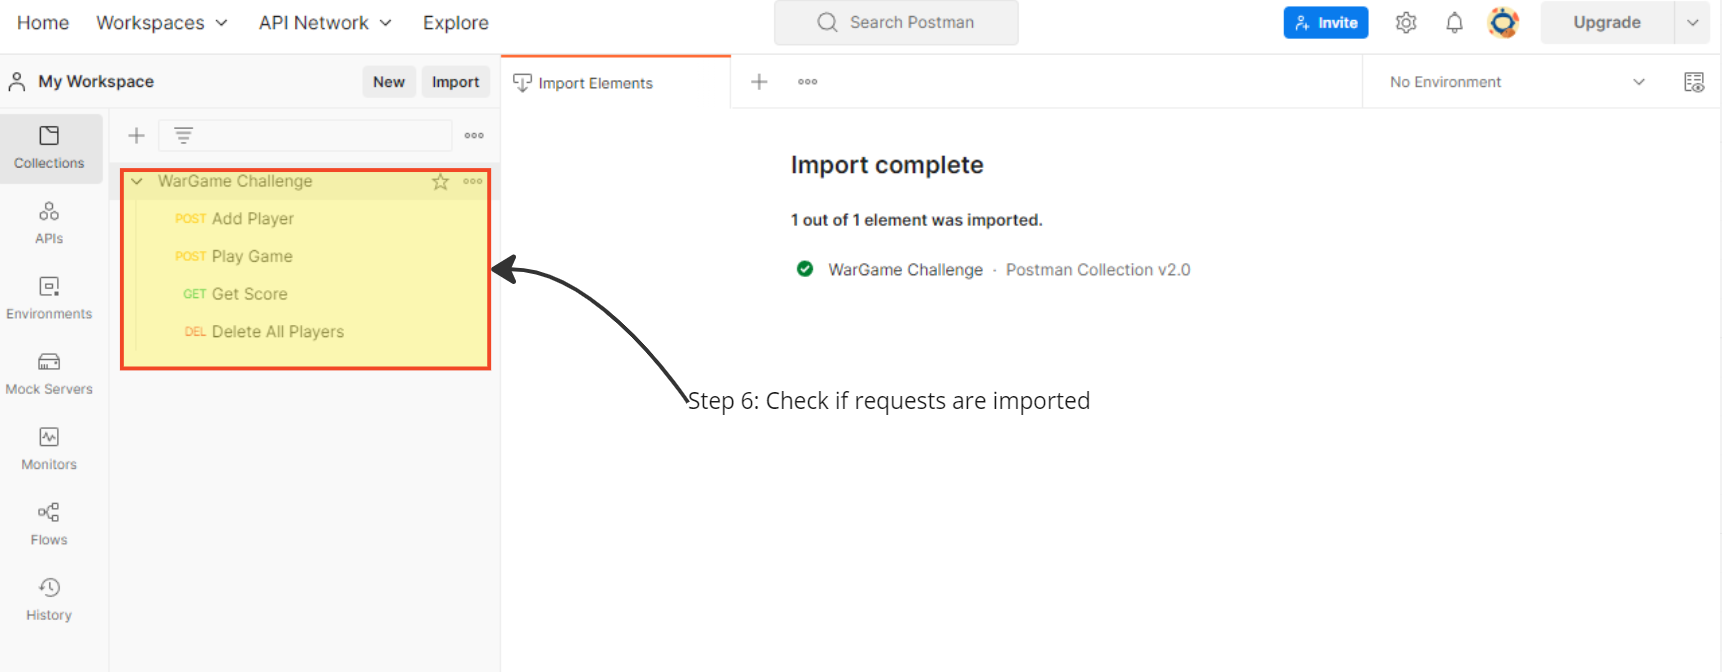 Home Workspaces API Network Explore Search Postman Invite Upgrade
My Workspace New Import Import Elements No Environment
Collections
APIs
Environments
Mock Servers
Monitors
Flows
History
WarGame Challenge
POST Add Player
POST Play Game
GET Get Score
DEL Delete All Players
Import complete
1 out of 1 element was imported.
WarGame Challenge · Postman Collection v2.0
Step 6: Check if requests are imported